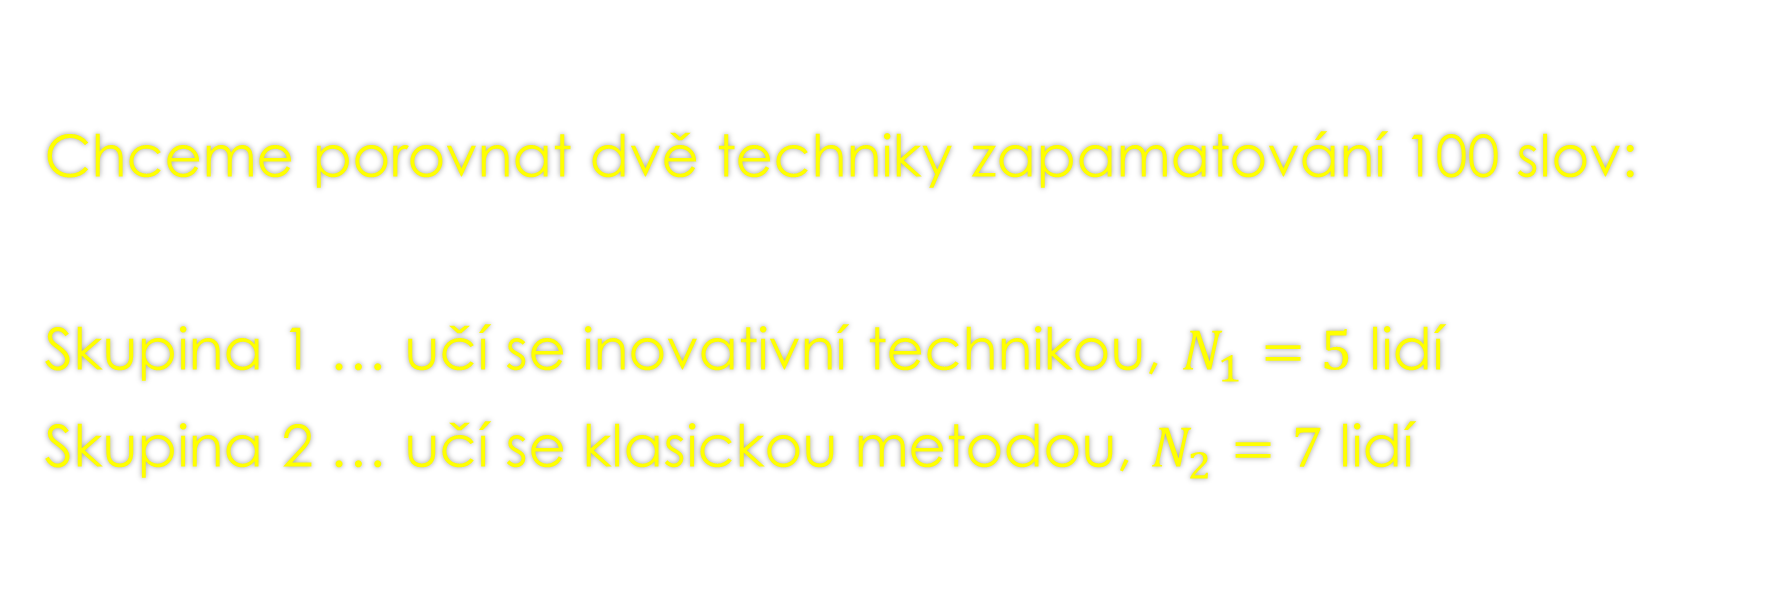 Chceme porovnat dvě techniky zapamatování 100 slov:
Skupina 1 … učí se inovativní technikou, N₁ = 5 lidí
Skupina 2 … učí se klasickou metodou, N₂ = 7 lidí